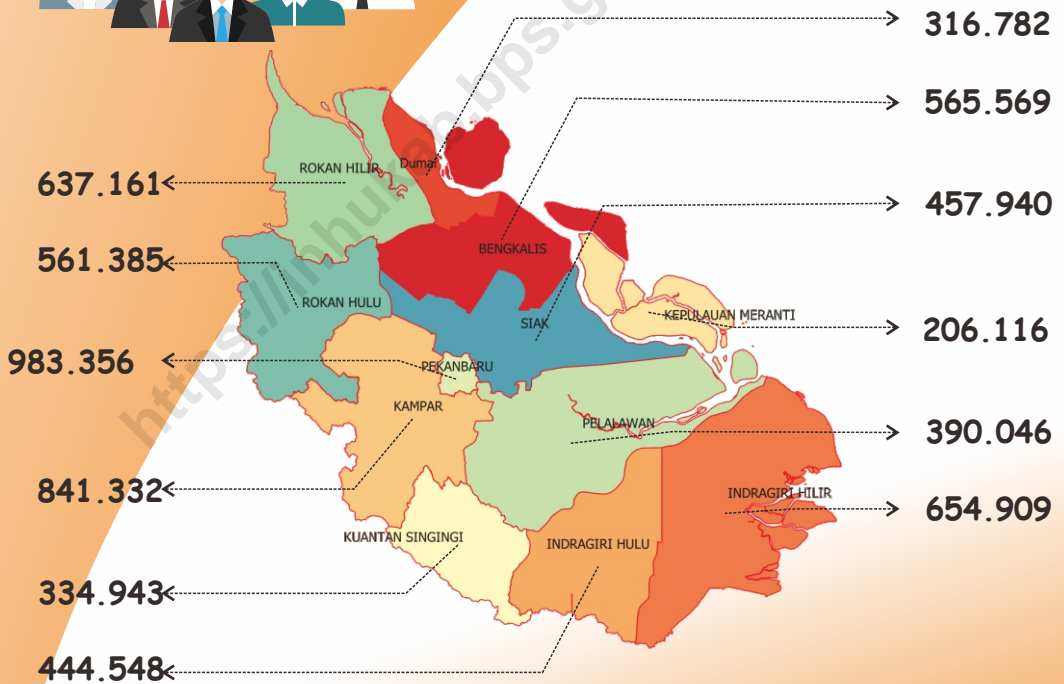 316.782
565.569
637.161
457.940
561.385
206.116
983.356
390.046
841.332
654.909
334.943
444.548
ROKAN HILIR
Dumai
BENGKALIS
ROKAN HULU
SIAK
KEPULAUAN MERANTI
PEKANBARU
KAMPAR
PELALAWAN
INDRAGIRI HILIR
KUANTAN SINGINGI
INDRAGIRI HULU
https://inhukab.bps.g